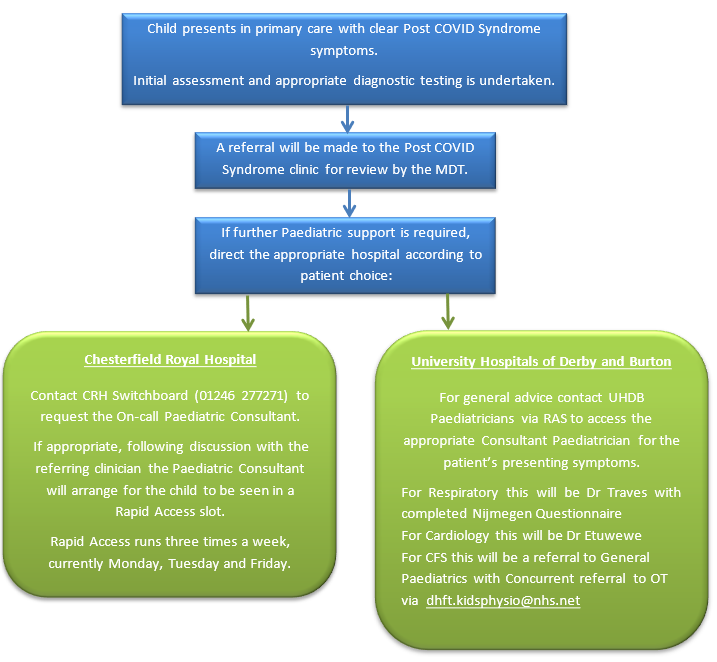 Child presents in primary care with clear Post COVID Syndrome
symptoms.
Initial assessment and appropriate diagnostic testing is undertaken.
A referral will be made to the Post COVID
Syndrome clinic for review by the MDT.
If further Paediatric support is required,
direct the appropriate hospital according to
patient choice:
Chesterfield Royal Hospital
Contact CRH Switchboard (01246 277271) to
request the On-call Paediatric Consultant.
If appropriate, following discussion with the
referring clinician the Paediatric Consultant
will arrange for the child to be seen in a
Rapid Access slot.
Rapid Access runs three times a week,
currently Monday, Tuesday and Friday.
University Hospitals of Derby and Burton
For general advice contact UHDB
Paediatricians via RAS to access the
appropriate Consultant Paediatrician for the
patient's presenting symptoms.
For Respiratory this will be Dr Traves with
completed Nijmegen Questionnaire
For Cardiology this will be Dr Etuwewe
For CFS this will be a referral to General
Paediatrics with Concurrent referral to OT
via dhft.kidsphysio@nhs.net